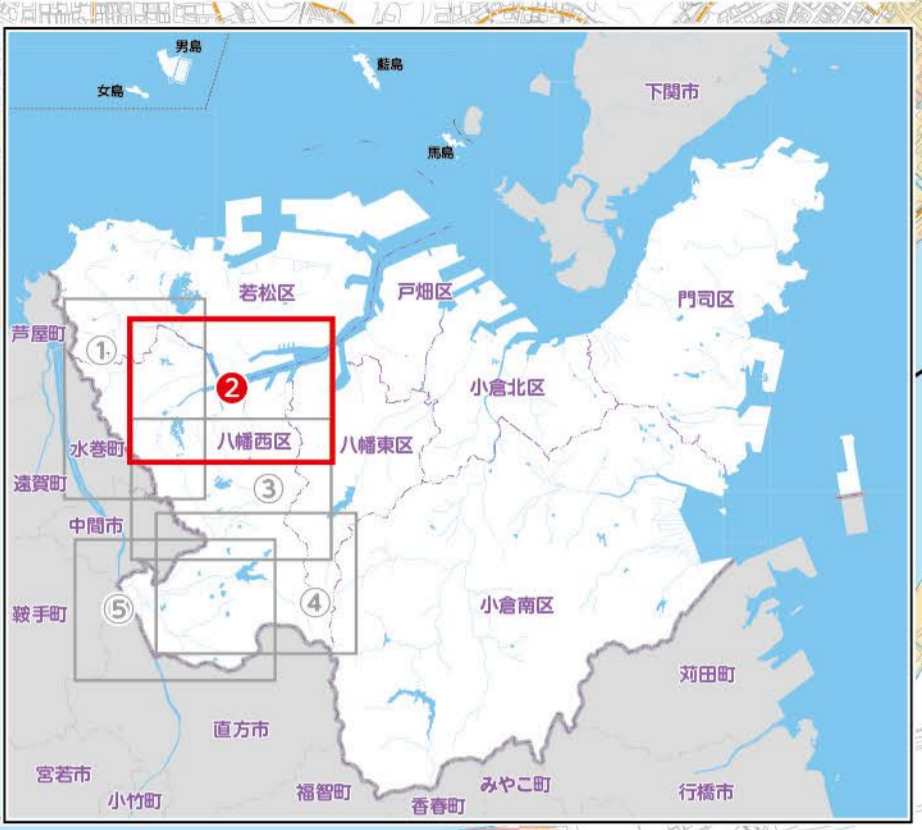 男島
女島
藍島
馬島
下関市
若松区
戸畑区
門司区
芦屋町
①
②
小倉北区
水巻町
八幡西区
八幡東区
遠賀町
③
中間市
鞍手町
⑤
④
小倉南区
苅田町
直方市
宮若市
小竹町
福智町
香春町
みやこ町
行橋市